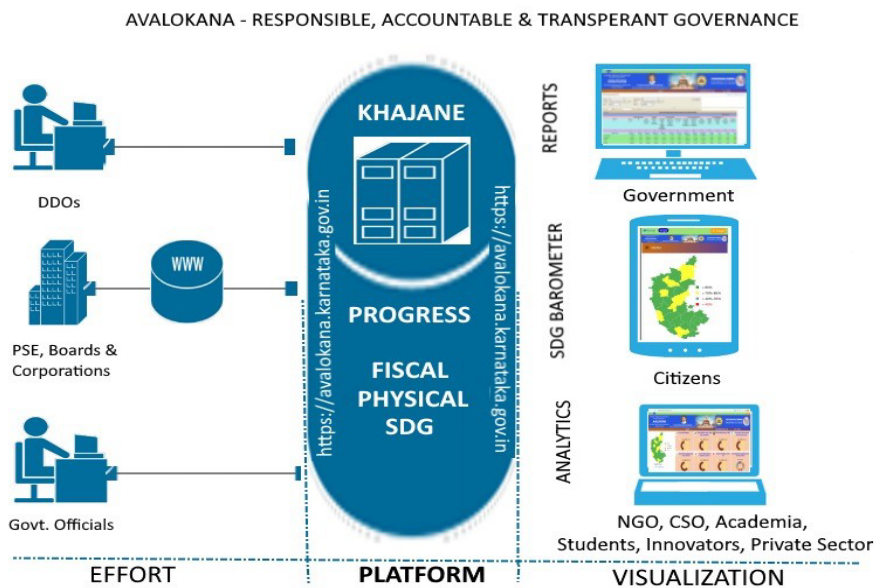 AVALOKANA - RESPONSIBLE, ACCOUNTABLE & TRANSPERANT GOVERNANCE
DDOs
WWW
PSE, Boards &
Corporations
Govt. Officials
EFFORT
KHAJANE
https://avalokana.karnataka.gov.in
https://avalokana.karnataka.gov.in
PROGRESS
FISCAL
PHYSICAL
SDG
PLATFORM
REPORTS
Government
SDG BAROMETER
Citizens
ANALYTICS
NGO, CSO, Academia,
Students, Innovators, Private Sector
VISUALIZATION